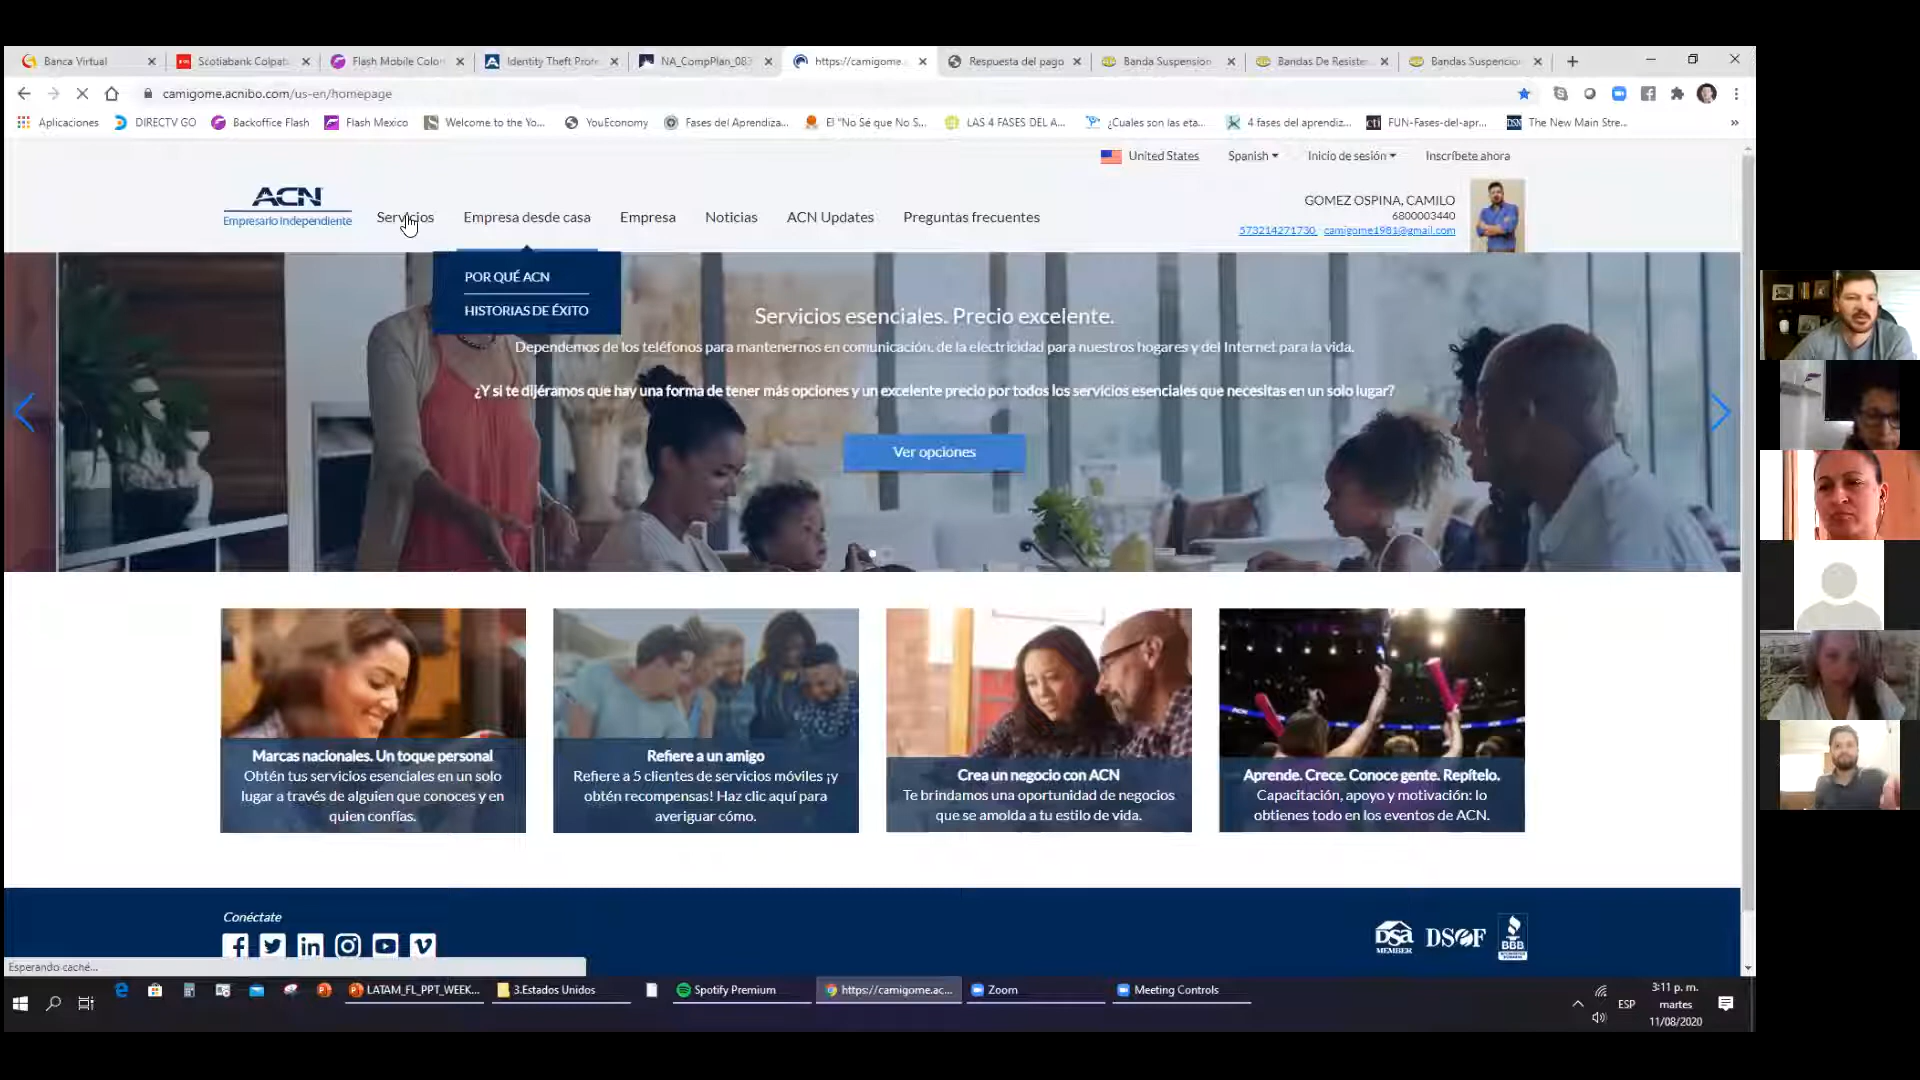 Banca Virtual
Scotiabank Colpat
Flash Mobile Color
Identity Theft Prote
NA_CompPlan_083
https://camigome.
Respuesta del pago
Banda Suspension
Bandas De Resiste
Bandas Suspencio
camigome.acnibo.com/us-en/homepage
Aplicaciones
DIRECTV GO
Backoffice Flash
Flash Mexico
Welcome to the Yo...
YouEconomy
Fases del Aprendiza...
El "No Sé que No S...
LAS 4 FASES DEL A...
¿Cuales son las eta...
4 fases del aprendiz...
cti
FUN-Fases-del-apr...
The New Main Stre...
United States
Spanish
Inicio de sesión
Inscríbete ahora
ACN
Empresario Independiente
Servicios
Empresa desde casa
Empresa
Noticias
ACN Updates
Preguntas frecuentes
GOMEZ OSPINA, CAMILO
6800003440
573214271730
camigome1981@gmail.com
POR QUÉ ACN
HISTORIAS DE ÉXITO
Servicios esenciales. Precio excelente.
Dependemos de los teléfonos para mantenernos en comunicación, de la electricidad para nuestros hogares y del Internet para la vida.
¿Y si te dijéramos que hay una forma de tener más opciones y un excelente precio por todos los servicios esenciales que necesitas en un solo lugar?
Ver opciones
Marcas nacionales. Un toque personal
Obtén tus servicios esenciales en un solo
lugar a través de alguien que conoces y en
quien confías.
Refiere a un amigo
Refiere a 5 clientes de servicios móviles ¡y
obtén recompensas! Haz clic aquí para
averiguar cómo.
Crea un negocio con ACN
Te brindamos una oportunidad de negocios
que se amolda a tu estilo de vida.
Aprende. Crece. Conoce gente. Repítelo.
Capacitación, apoyo y motivación: lo
obtienes todo en los eventos de ACN.
Conéctate
DSA
MEMBER
DSEF
BBB
Esperando caché...
LATAM_FL_PPT_WEEK...
3.Estados Unidos
Spotify Premium
https://camigome.ac...
Zoom
Meeting Controls
ESP
3:11 p. m.
martes
11/08/2020